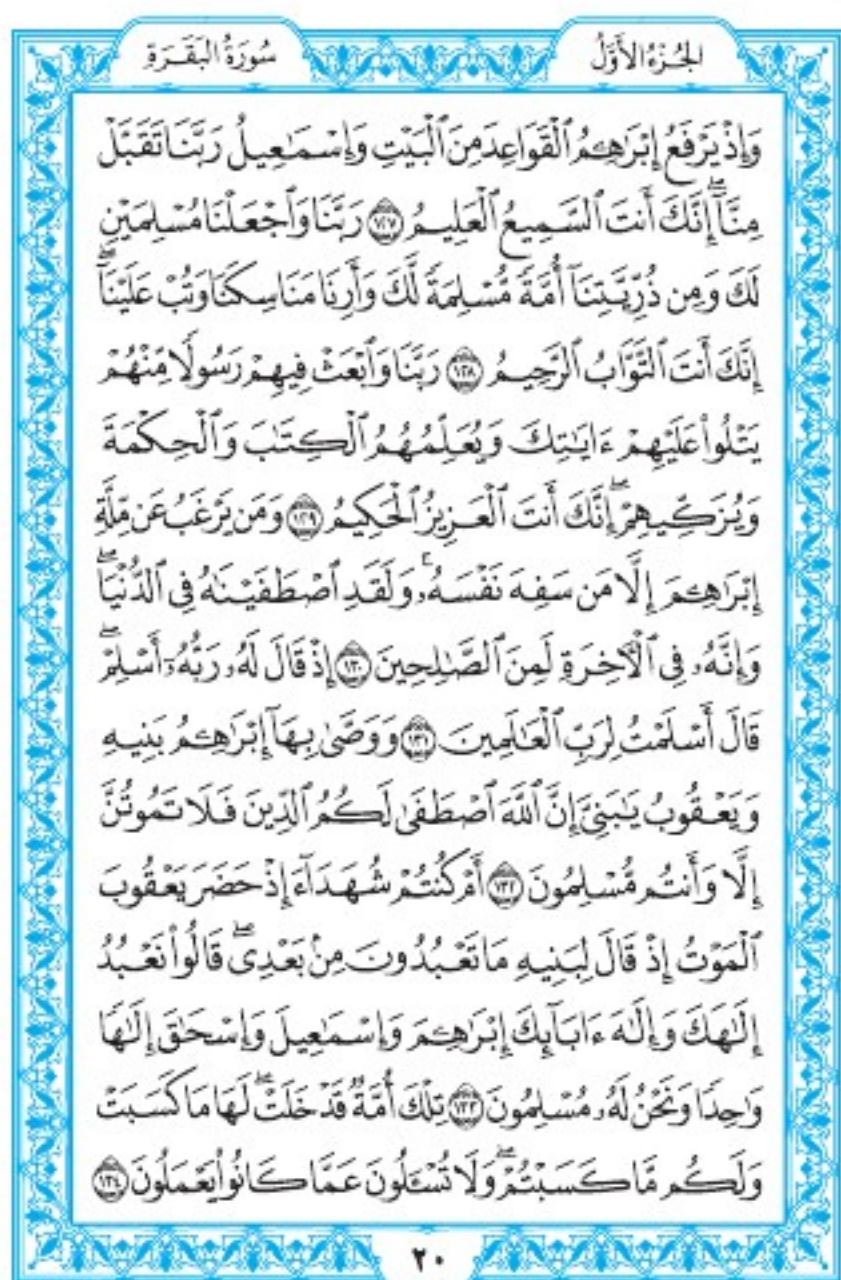 الجُزْءُ الأَوَّلُ
سُورَةُ البَقَرَةِ
وَإِذْ يَرْفَعُ إِبْرَٰهِـۧمُ ٱلْقَوَاعِدَ مِنَ ٱلْبَيْتِ وَإِسْمَـٰعِيلُ رَبَّنَا تَقَبَّلْ
مِنَّآۖ إِنَّكَ أَنتَ ٱلسَّمِيعُ ٱلْعَلِيمُ ١٢٧ رَبَّنَا وَٱجْعَلْنَا مُسْلِمَيْنِ
لَكَ وَمِن ذُرِّيَّتِنَآ أُمَّةً مُّسْلِمَةً لَّكَ وَأَرِنَا مَنَاسِكَنَا وَتُبْ عَلَيْنَآۖ
إِنَّكَ أَنتَ ٱلتَّوَّابُ ٱلرَّحِيمُ ١٢٨ رَبَّنَا وَٱبْعَثْ فِيهِمْ رَسُولًا مِّنْهُمْ
يَتْلُوا۟ عَلَيْهِمْ ءَايَـٰتِكَ وَيُعَلِّمُهُمُ ٱلْكِتَـٰبَ وَٱلْحِكْمَةَ
وَيُزَكِّيهِمْۖ إِنَّكَ أَنتَ ٱلْعَزِيزُ ٱلْحَكِيمُ ١٢٩ وَمَن يَرْغَبُ عَن مِّلَّةِ
إِبْرَٰهِـۧمَ إِلَّا مَن سَفِهَ نَفْسَهُۥۚ وَلَقَدِ ٱصْطَفَيْنَـٰهُ فِى ٱلدُّنْيَاۖ
وَإِنَّهُۥ فِى ٱلْـَٔاخِرَةِ لَمِنَ ٱلصَّـٰلِحِينَ ١٣٠ إِذْ قَالَ لَهُۥ رَبُّهُۥٓ أَسْلِمْۖ
قَالَ أَسْلَمْتُ لِرَبِّ ٱلْعَـٰلَمِينَ ١٣١ وَوَصَّىٰ بِهَآ إِبْرَٰهِـۧمُ بَنِيهِ
وَيَعْقُوبُ يَـٰبَنِىَّ إِنَّ ٱللَّهَ ٱصْطَفَىٰ لَكُمُ ٱلدِّينَ فَلَا تَمُوتُنَّ
إِلَّا وَأَنتُم مُّسْلِمُونَ ١٣٢ أَمْ كُنتُمْ شُهَدَآءَ إِذْ حَضَرَ يَعْقُوبَ
ٱلْمَوْتُ إِذْ قَالَ لِبَنِيهِ مَا تَعْبُدُونَ مِنۢ بَعْدِىۖ قَالُوا۟ نَعْبُدُ
إِلَـٰهَكَ وَإِلَـٰهَ ءَابَآئِكَ إِبْرَٰهِـۧمَ وَإِسْمَـٰعِيلَ وَإِسْحَـٰقَ إِلَـٰهًا
وَٰحِدًا وَنَحْنُ لَهُۥ مُسْلِمُونَ ١٣٣ تِلْكَ أُمَّةٌ قَدْ خَلَتْۖ لَهَا مَا كَسَبَتْ
وَلَكُم مَّا كَسَبْتُمْۖ وَلَا تُسْـَٔلُونَ عَمَّا كَانُوا۟ يَعْمَلُونَ ١٣٤
٢٠